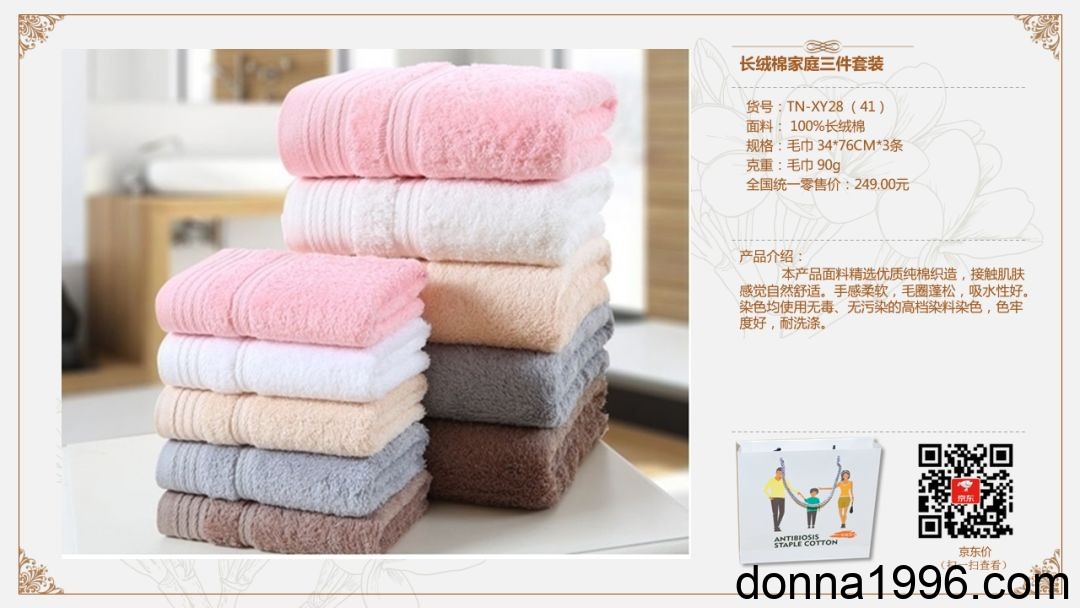 长绒棉家庭三件套装
货号：TN-XY28（41）
面料： 100%长绒棉
规格：毛巾 34*76CM*3条
克重：毛巾 90g
全国统一零售价：249.00元
产品介绍：
本产品面料精选优质纯棉织造，接触肌肤
感觉自然舒适。手感柔软，毛圈蓬松，吸水性好。
染色均使用无毒、无污染的高档染料染色，色牢
度好，耐洗涤。
ANTIBIOSIS
STAPLE COTTON
京东
京东价
（扫一扫查看）
donna1996.com